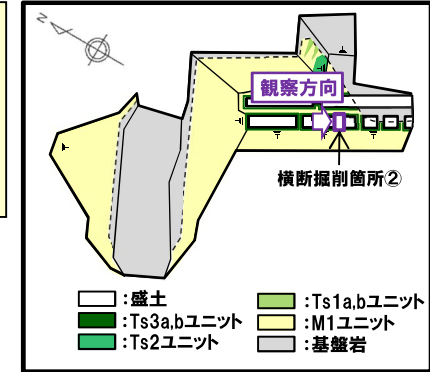 N
観察方向
横断掘削箇所②
:盛土
:Ts3a,bユニット
:Ts2ユニット
:Ts1a,bユニット
:M1ユニット
:基盤岩